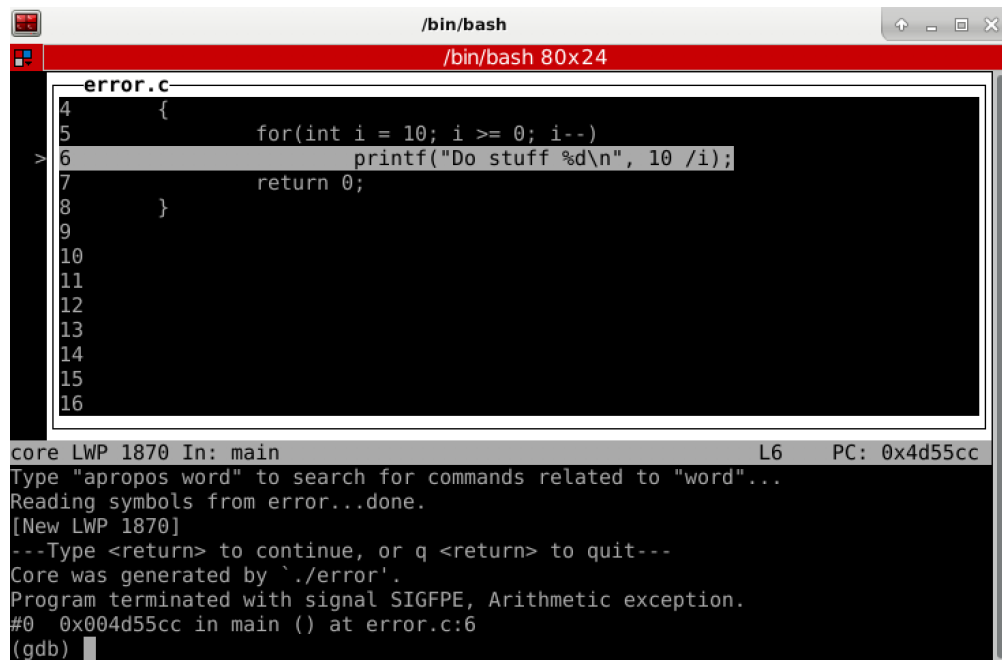 /bin/bash
/bin/bash 80x24
error.c
4 {
5 for(int i = 10; i >= 0; i--)
> 6 printf("Do stuff %d\n", 10 /i);
7 return 0;
8 }
9
10
11
12
13
14
15
16
core LWP 1870 In: main L6 PC: 0x4d55cc
Type "apropos word" to search for commands related to "word"...
Reading symbols from error...done.
[New LWP 1870]
---Type <return> to continue, or q <return> to quit---
Core was generated by `./error'.
Program terminated with signal SIGFPE, Arithmetic exception.
#0 0x004d55cc in main () at error.c:6
(gdb)